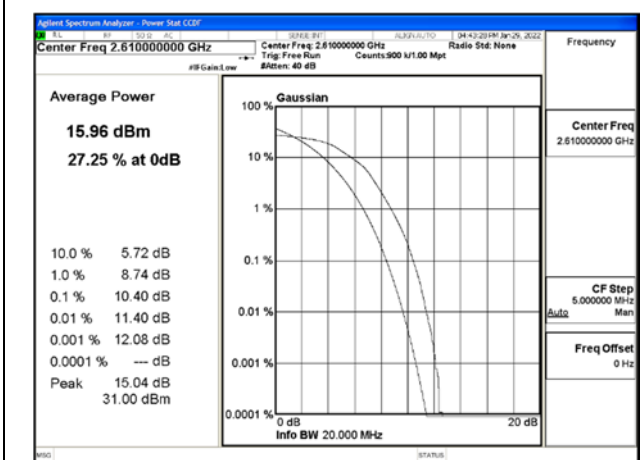 Agilent Spectrum Analyzer - Power Stat CCDF
RL RF 50 Ω AC SENSE:INT ALIGN AUTO 04:43:20 PM Jan 29, 2022
Center Freq 2.610000000 GHz
Center Freq: 2.610000000 GHz Radio Std: None
Trig: Free Run Counts:900 k/1.00 Mpt
#IFGain:Low #Atten: 40 dB
Frequency
Average Power
15.96 dBm
27.25 % at 0dB
10.0 % 5.72 dB
1.0 % 8.74 dB
0.1 % 10.40 dB
0.01 % 11.40 dB
0.001 % 12.08 dB
0.0001 % --- dB
Peak 15.04 dB
31.00 dBm
Gaussian
100 %
10 %
1 %
0.1 %
0.01 %
0.001 %
0.0001 %
0 dB 20 dB
Info BW 20.000 MHz
Center Freq
2.610000000 GHz
CF Step
5.000000 MHz
Auto Man
Freq Offset
0 Hz
MSG STATUS